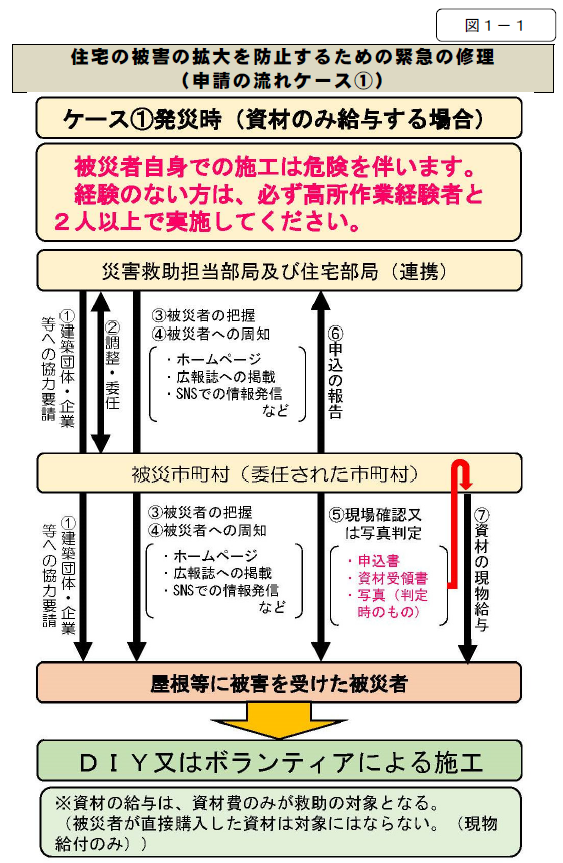 図1-1
住宅の被害の拡大を防止するための緊急の修理
（申請の流れケース①）
ケース①発災時（資材のみ給与する場合）
被災者自身での施工は危険を伴います。
経験のない方は、必ず高所作業経験者と
２人以上で実施してください。
災害救助担当部局及び住宅部局（連携）
①建築団体・企業
等への協力要請
②調整・委任
③被災者の把握
④被災者への周知
・ホームページ
・広報誌への掲載
・SNSでの情報発信
など
⑥申込の報告
被災市町村（委任された市町村）
①建築団体・企業
等への協力要請
③被災者の把握
④被災者への周知
・ホームページ
・広報誌への掲載
・SNSでの情報発信
など
⑤現場確認又
は写真判定
・申込書
・資材受領書
・写真（判定
時のもの）
⑦資材の現物給与
屋根等に被害を受けた被災者
ＤＩＹ又はボランティアによる施工
※資材の給与は、資材費のみが救助の対象となる。
（被災者が直接購入した資材は対象にはならない。（現物
給付のみ））